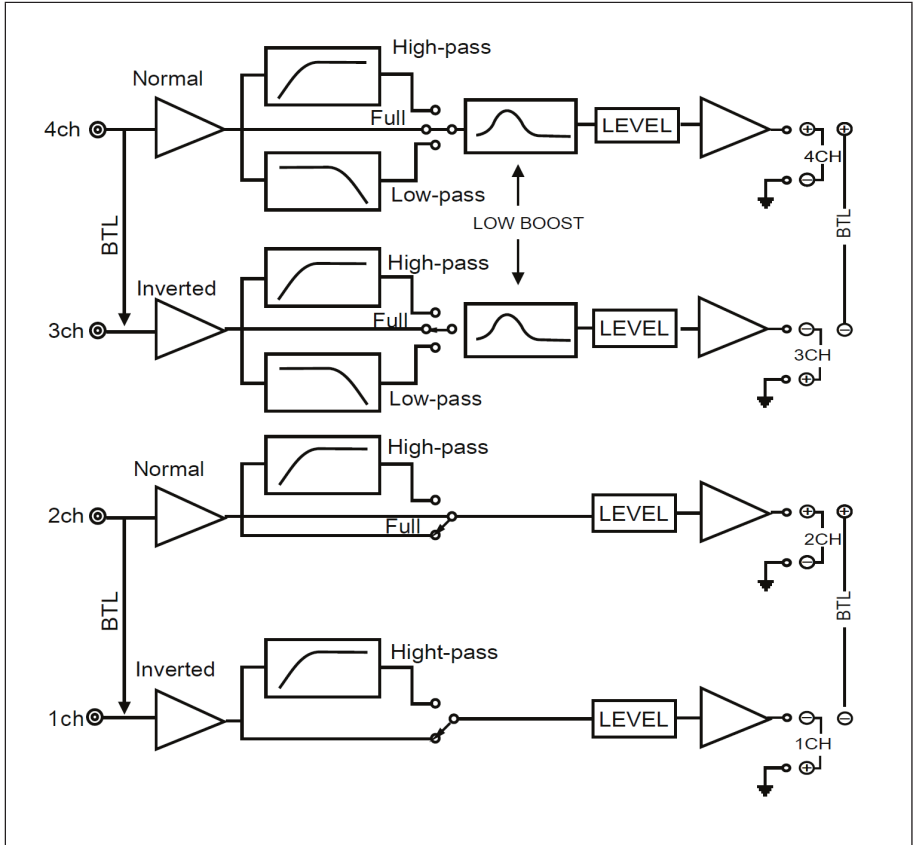 High-pass
Normal
4ch
Full
LEVEL
⊕ ⊕
4CH
⊖
Low-pass
BTL
LOW BOOST
BTL
High-pass
Inverted
3ch
Full
LEVEL
⊖ ⊖
3CH
⊕
Low-pass
High-pass
Normal
2ch
Full
LEVEL
⊕ ⊕
2CH
⊖
BTL
BTL
Hight-pass
Inverted
1ch
LEVEL
⊖ ⊖
1CH
⊕